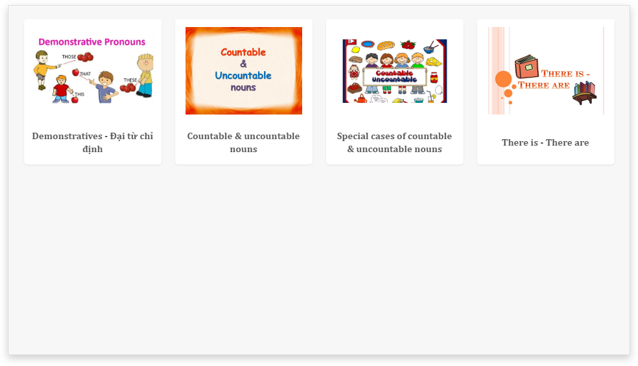 Demonstrative Pronouns
THOSE
THAT
THESE
THIS
Demonstratives - Đại từ chỉ
định
Countable
&
Uncountable
nouns
Countable & uncountable
nouns
Countable
Uncountable
Special cases of countable
& uncountable nouns
THERE IS -
THERE ARE
There is - There are